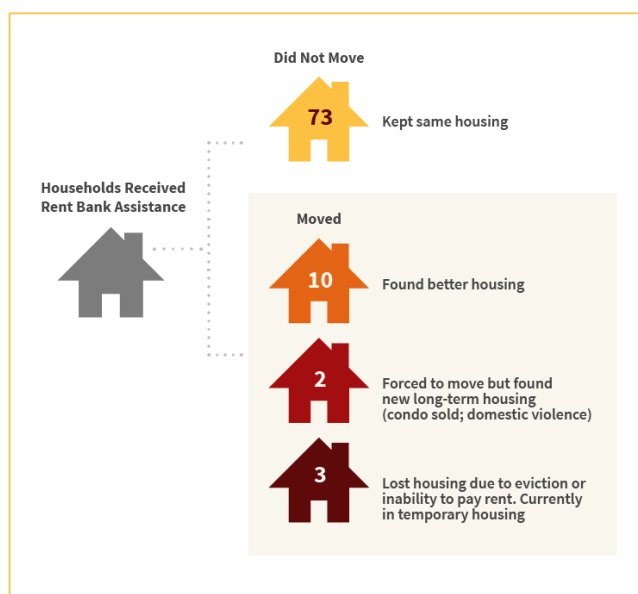 Did Not Move
73
Kept same housing
Households Received
Rent Bank Assistance
Moved
10
Found better housing
2
Forced to move but found
new long-term housing
(condo sold; domestic violence)
3
Lost housing due to eviction or
inability to pay rent. Currently
in temporary housing